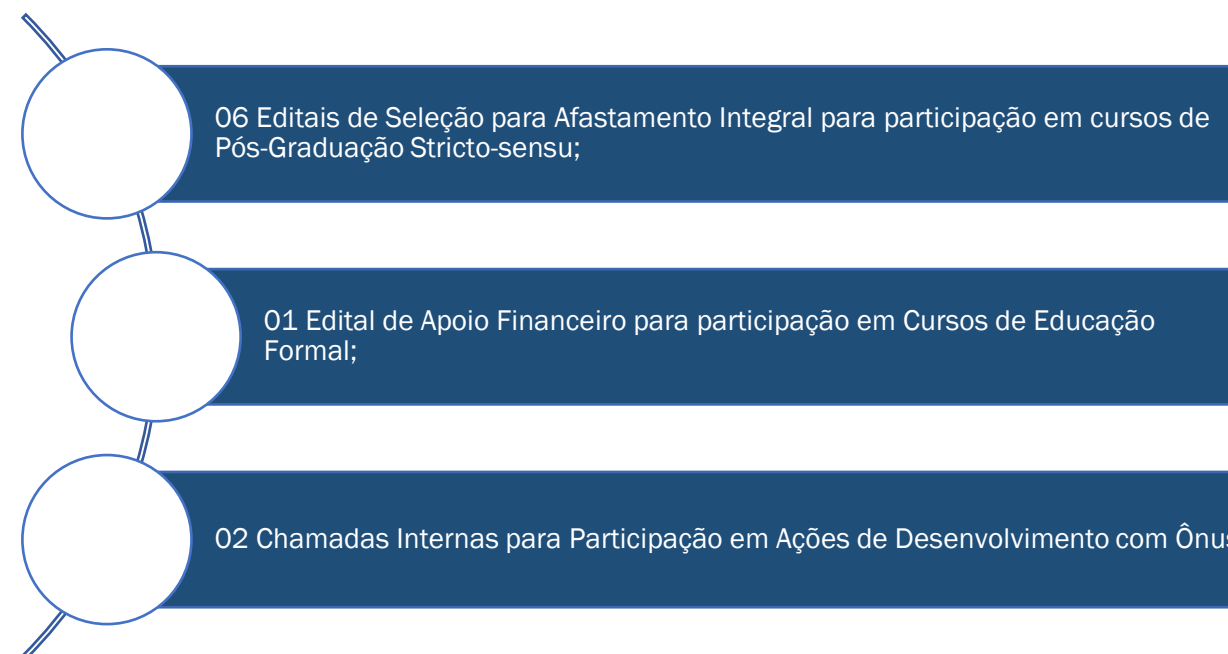 06 Editais de Seleção para Afastamento Integral para participação em cursos de
Pós-Graduação Stricto-sensu;
01 Edital de Apoio Financeiro para participação em Cursos de Educação
Formal;
02 Chamadas Internas para Participação em Ações de Desenvolvimento com Ônus